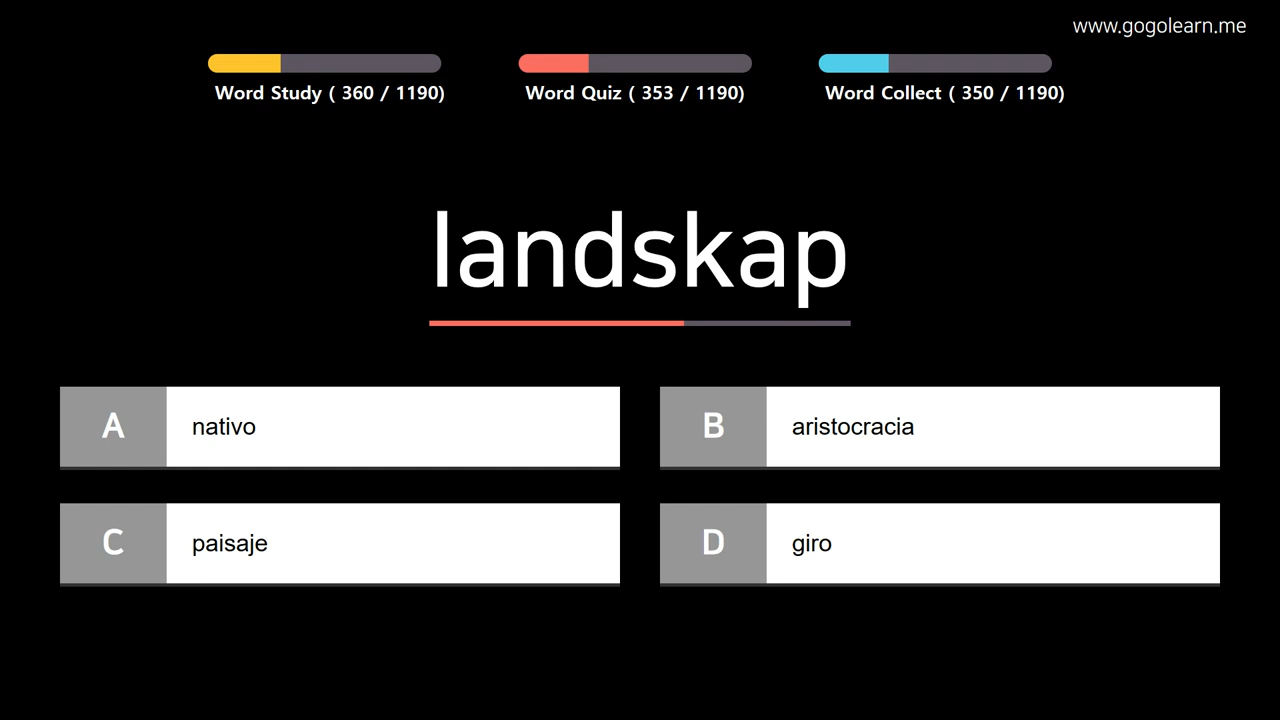 www.gogolearn.me
Word Study ( 360 / 1190)
Word Quiz ( 353 / 1190)
Word Collect ( 350 / 1190)
landskap
A nativo
B aristocracia
C paisaje
D giro